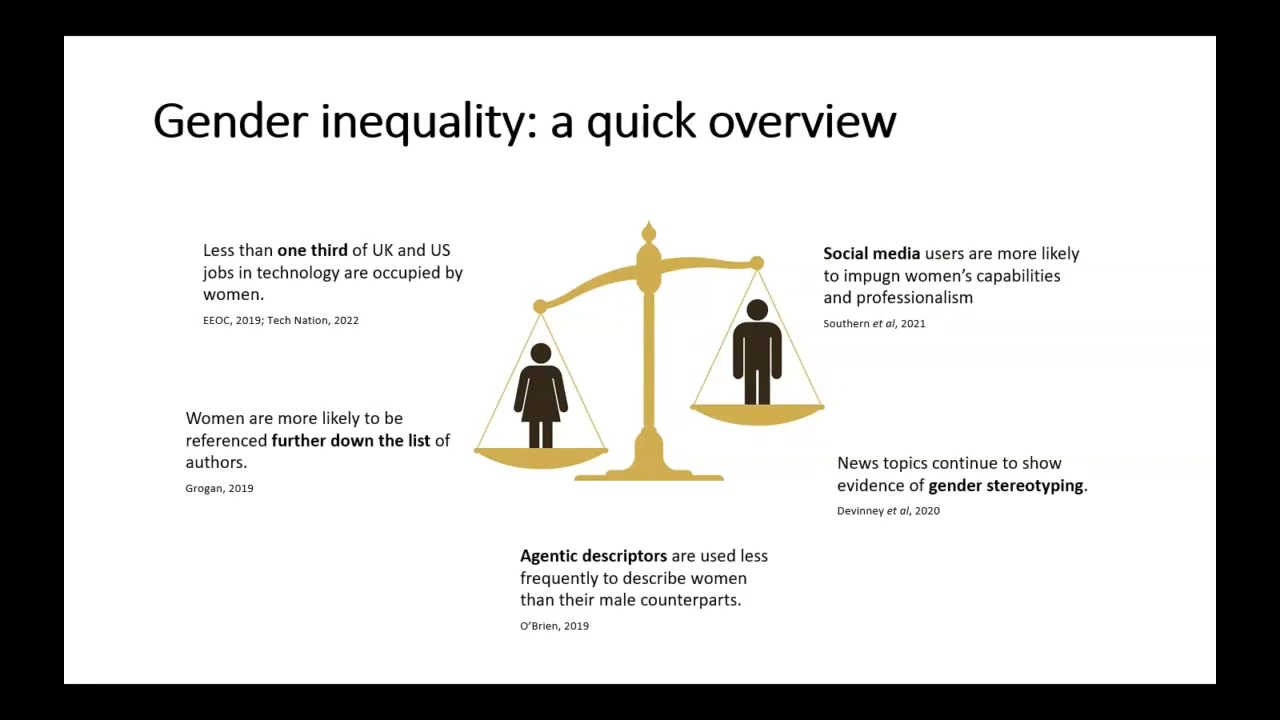 Gender inequality: a quick overview
Less than one third of UK and US
jobs in technology are occupied by
women.
EEOC, 2019; Tech Nation, 2022
Social media users are more likely
to impugn women’s capabilities
and professionalism
Southern et al, 2021
Women are more likely to be
referenced further down the list of
authors.
Grogan, 2019
News topics continue to show
evidence of gender stereotyping.
Devinney et al, 2020
Agentic descriptors are used less
frequently to describe women
than their male counterparts.
O’Brien, 2019